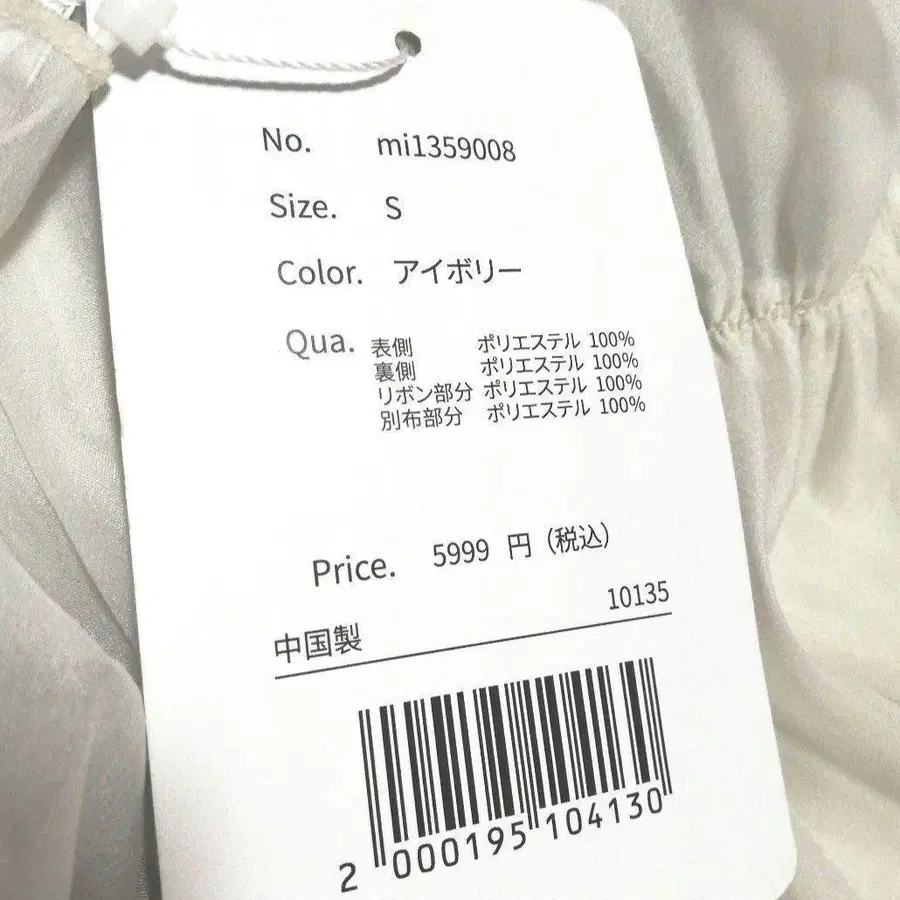 No. mi1359008
Size. S
Color. アイボリー
Qua. 表側 ポリエステル 100%
裏側 ポリエステル 100%
リボン部分 ポリエステル 100%
別布部分 ポリエステル 100%
Price. 5999 円 (税込)
10135
中国製
2 000195 104130